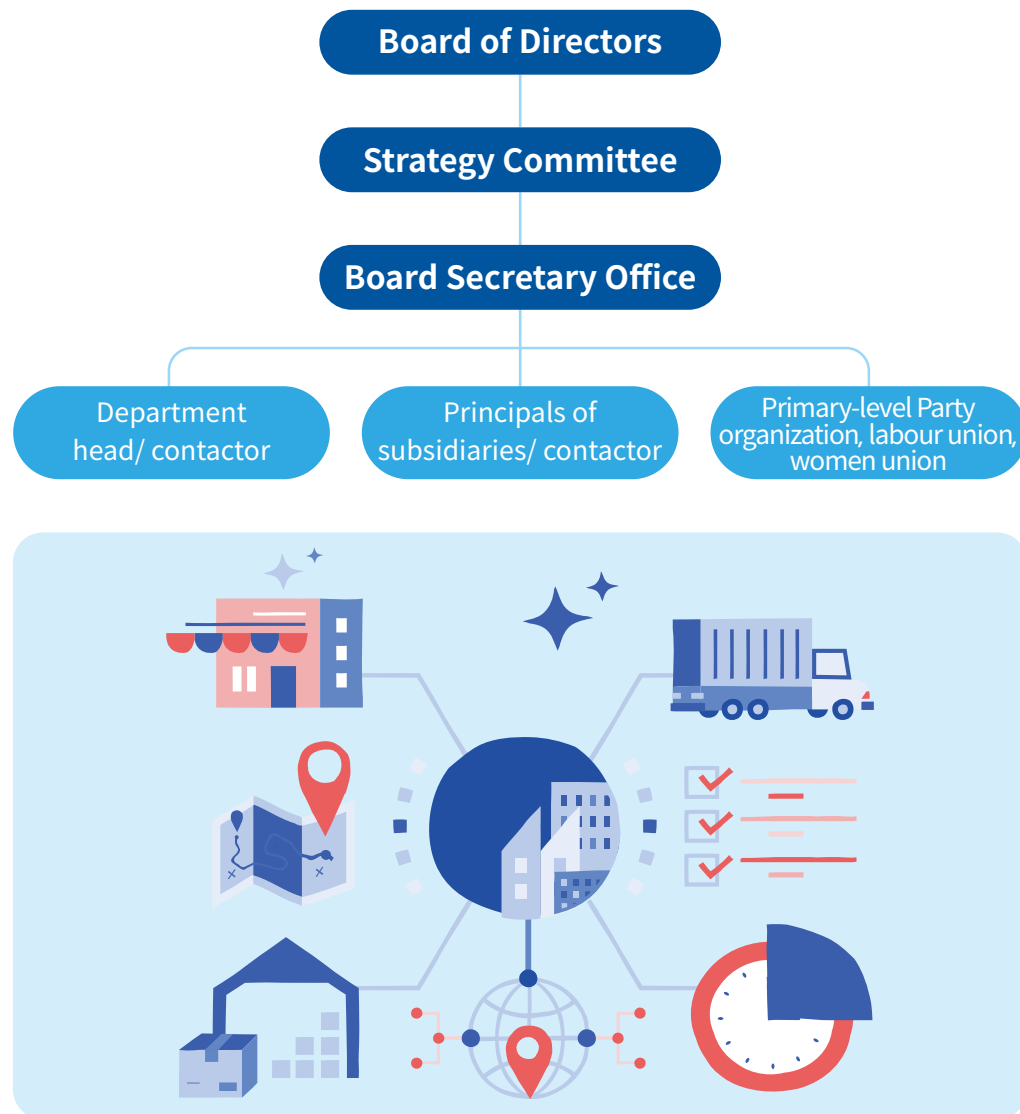 Board of Directors
Strategy Committee
Board Secretary Office
Department
head/ contactor
Principals of
subsidiaries/ contactor
Primary-level Party
organization, labour union,
women union